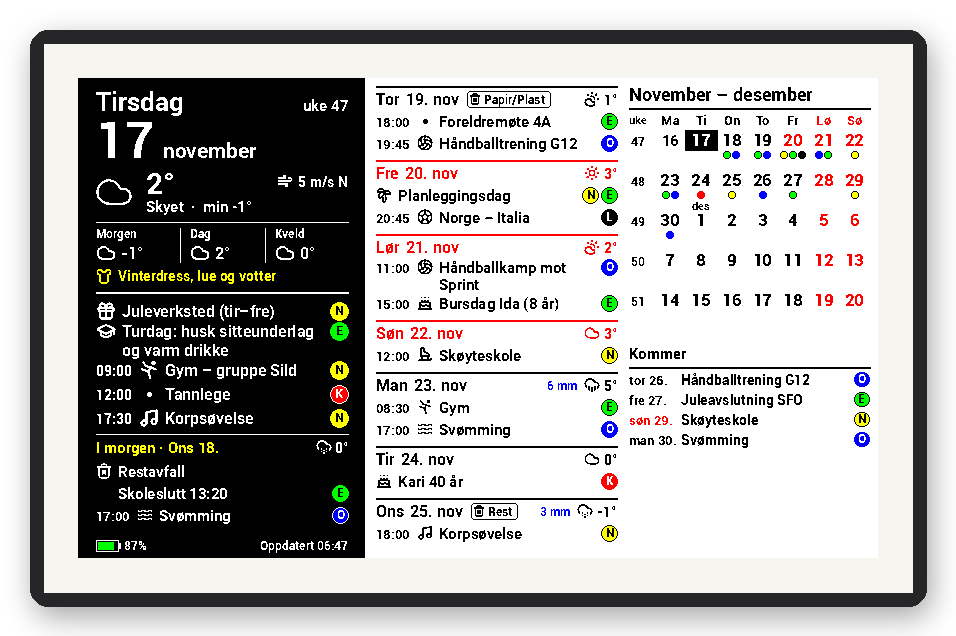 Tirsdag uke 47
17 november
2° 5 m/s N
Skyet · min -1°
Morgen Dag Kveld
-1° 2° 0°
Vinterdress, lue og votter
Juleverksted (tir–fre) N
Turdag: husk sitteunderlag E
og varm drikke
09:00 Gym – gruppe Sild N
12:00 • Tannlege K
17:30 Korpsøvelse N
I morgen · Ons 18. 0°
Restavfall
Skoleslutt 13:20 E
17:00 Svømming O
87% Oppdatert 06:47
Tor 19. nov Papir/Plast 1°
18:00 • Foreldremøte 4A E
19:45 Håndballtrening G12 O
Fre 20. nov 3°
Planleggingsdag N E
20:45 Norge – Italia L
Lør 21. nov 2°
11:00 Håndballkamp mot O
Sprint
15:00 Bursdag Ida (8 år) E
Søn 22. nov 3°
12:00 Skøyteskole N
Man 23. nov 6 mm 5°
08:30 Gym E
17:00 Svømming O
Tir 24. nov 0°
Kari 40 år K
Ons 25. nov Rest 3 mm -1°
18:00 Korpsøvelse N
November – desember
uke Ma Ti On To Fr Lø Sø
47 16 17 18 19 20 21 22
48 23 24 25 26 27 28 29
des
49 30 1 2 3 4 5 6
50 7 8 9 10 11 12 13
51 14 15 16 17 18 19 20
Kommer
tor 26. Håndballtrening G12 O
fre 27. Juleavslutning SFO E
søn 29. Skøyteskole N
man 30. Svømming O